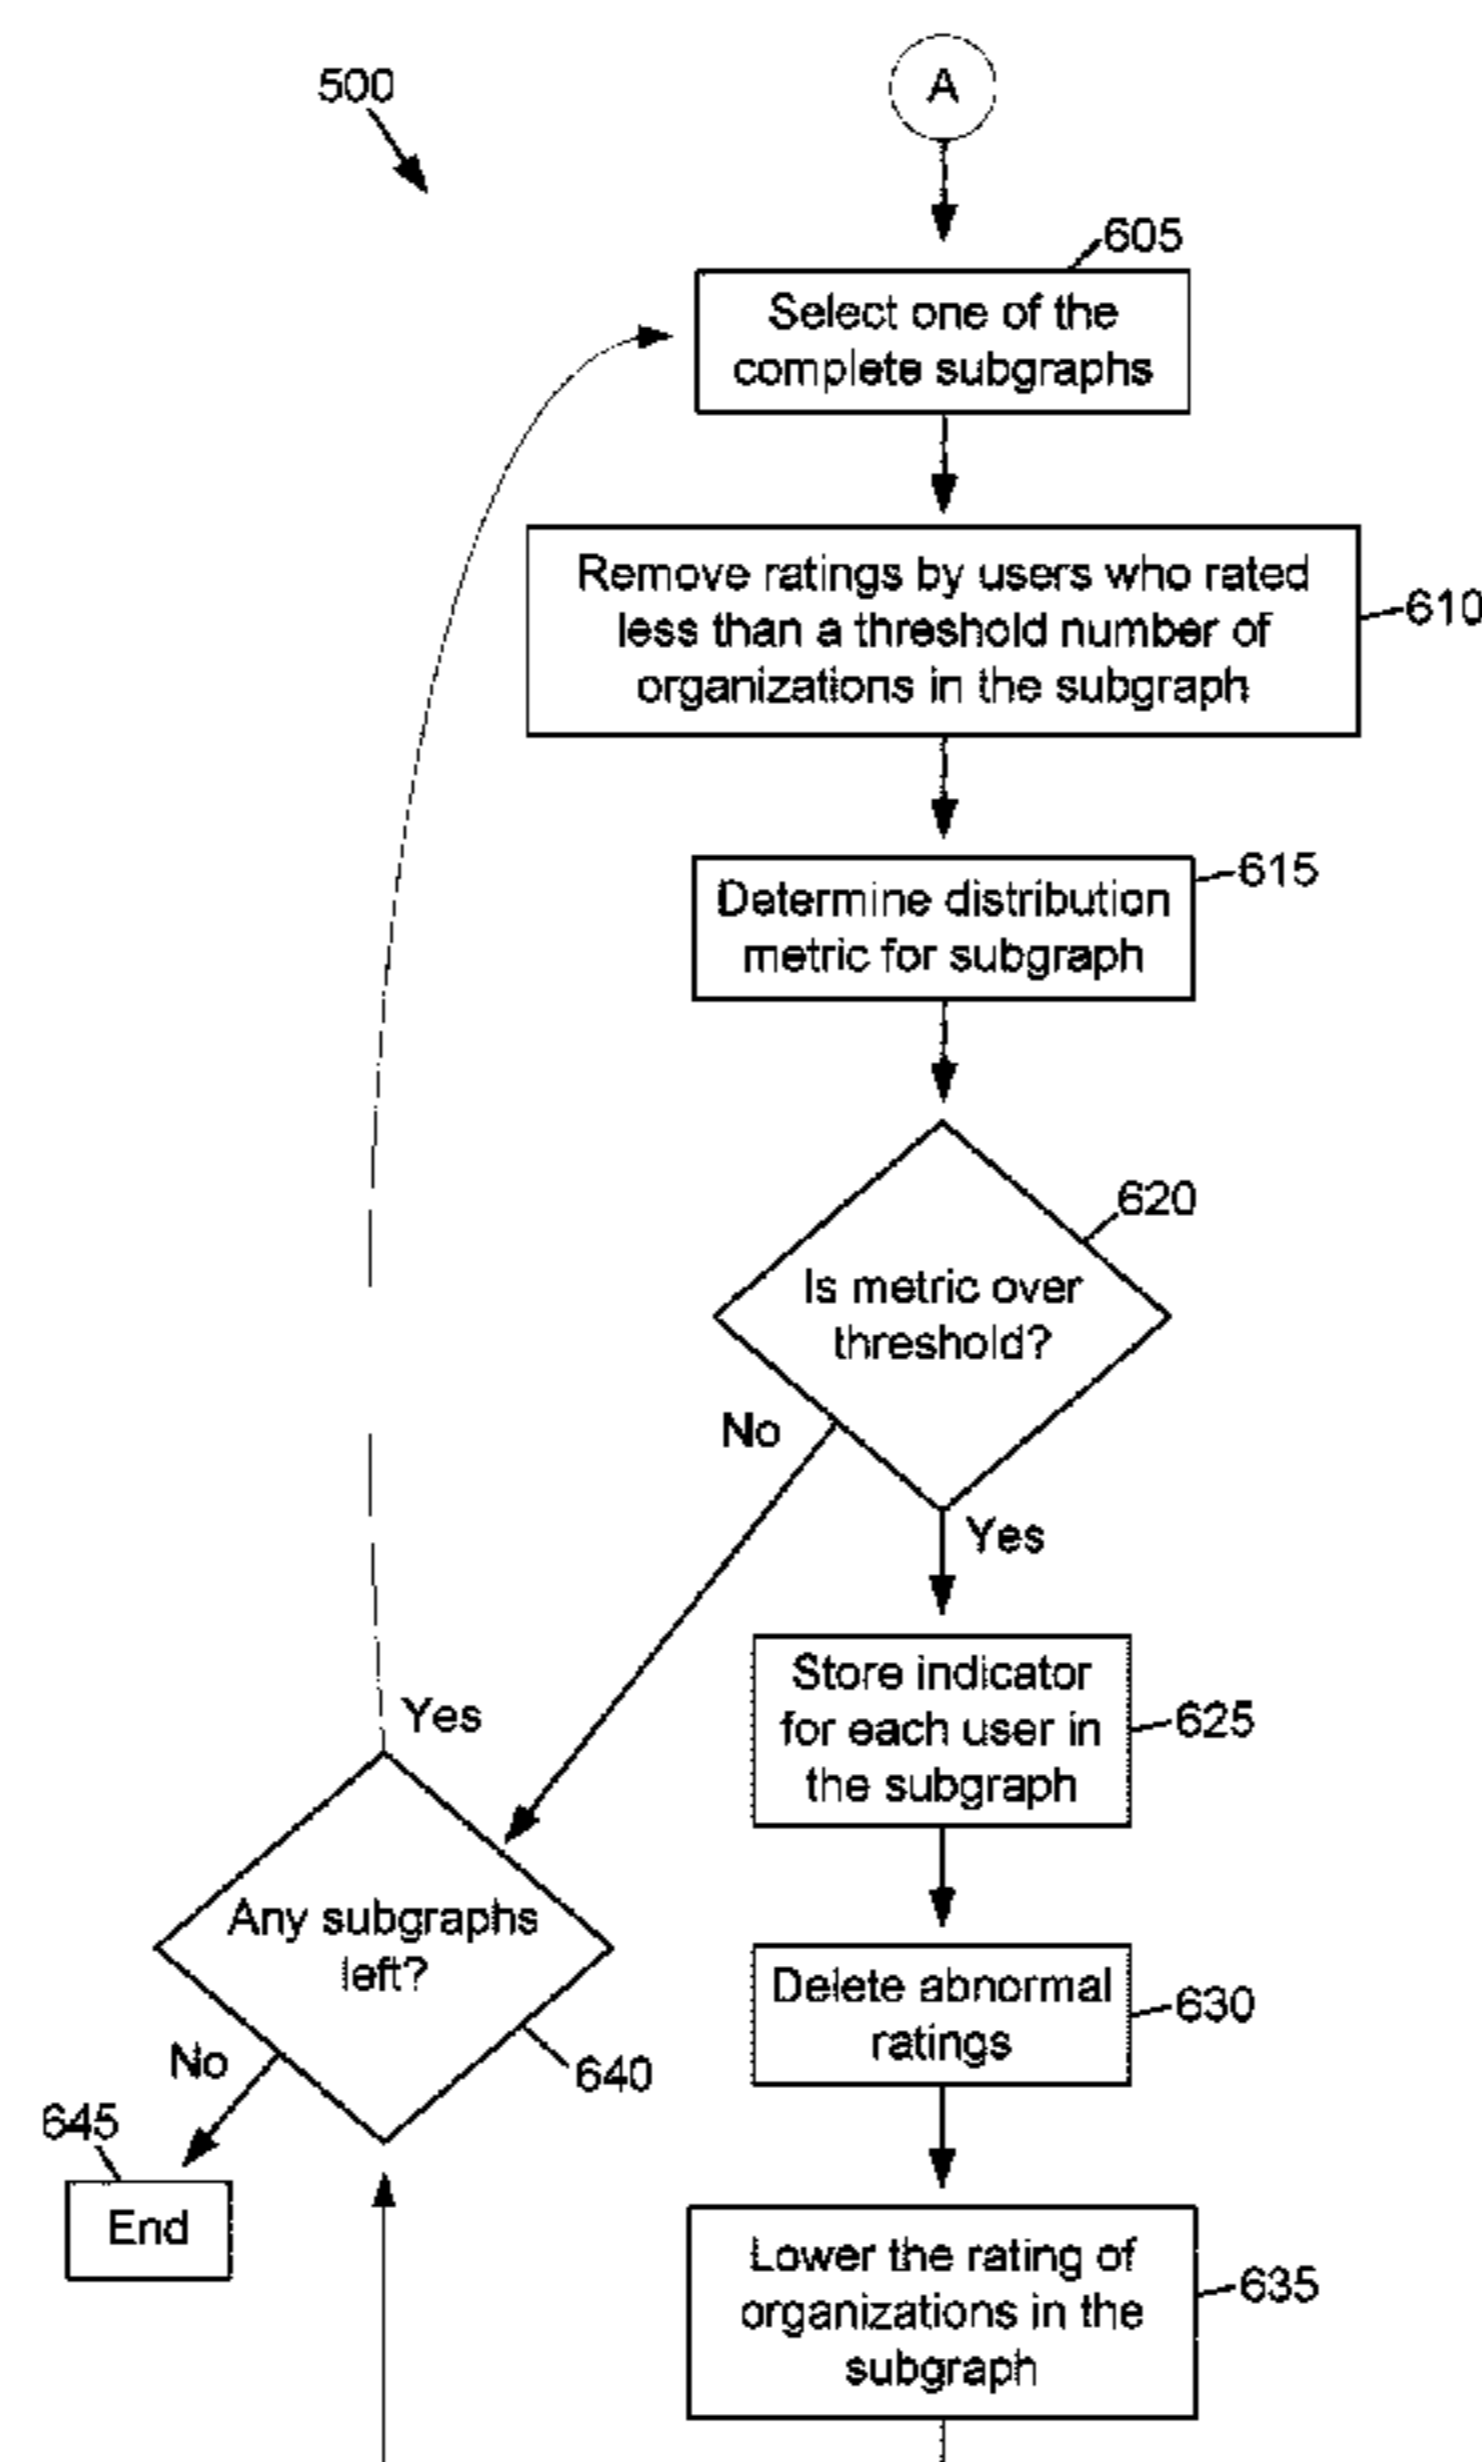 500
A
605
Select one of the
complete subgraphs
Remove ratings by users who rated
less than a threshold number of
organizations in the subgraph
610
615
Determine distribution
metric for subgraph
620
Is metric over
threshold?
No
Yes
Store indicator
for each user in
the subgraph
625
Yes
Any subgraphs
left?
Delete abnormal
ratings
630
No
640
645
End
Lower the rating of
organizations in the
subgraph
635